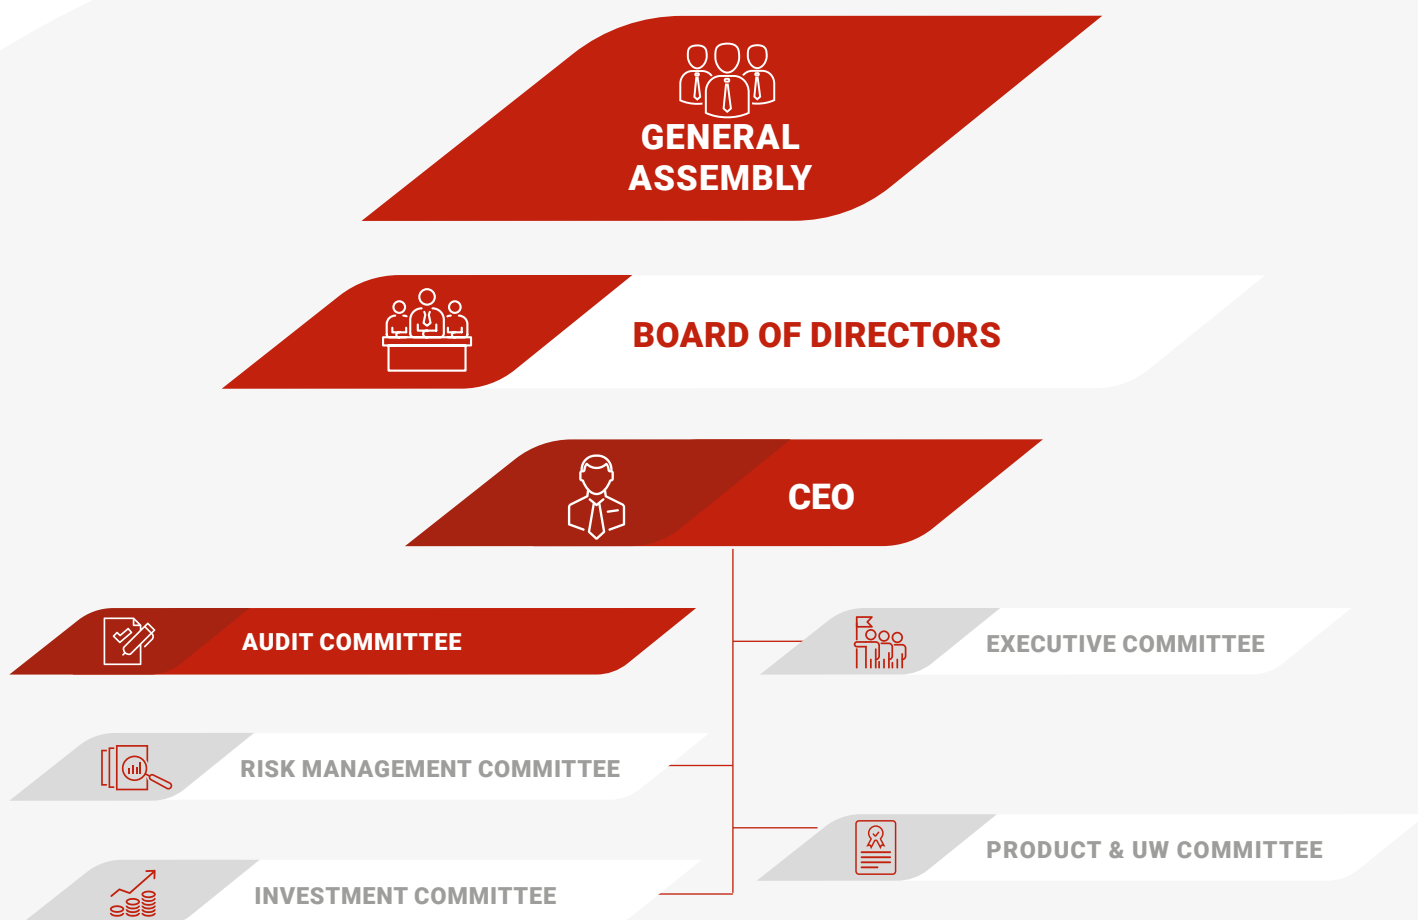 GENERAL
ASSEMBLY
BOARD OF DIRECTORS
CEO
AUDIT COMMITTEE
EXECUTIVE COMMITTEE
RISK MANAGEMENT COMMITTEE
PRODUCT & UW COMMITTEE
INVESTMENT COMMITTEE